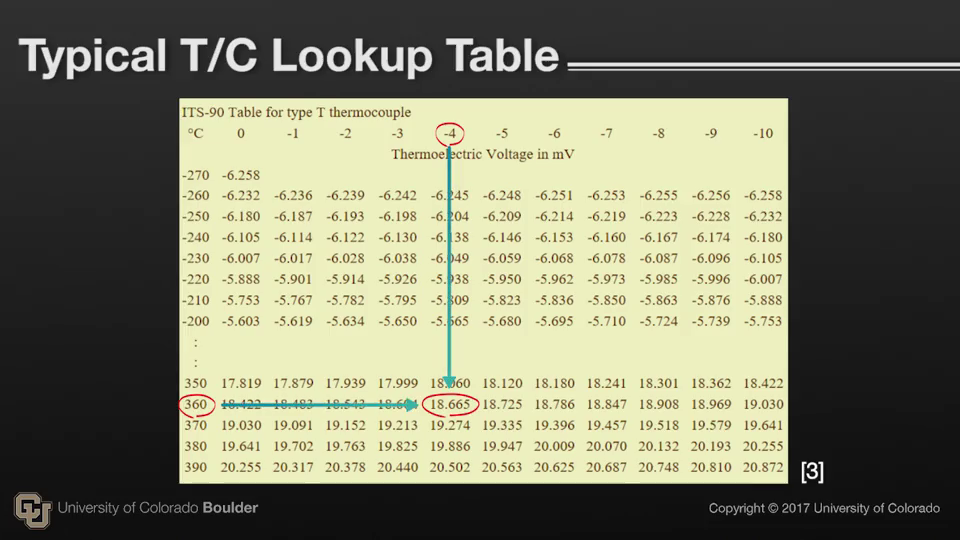 Typical T/C Lookup Table
ITS-90 Table for type T thermocouple
°C 0 -1 -2 -3 -4 -5 -6 -7 -8 -9 -10
Thermoelectric Voltage in mV
-270 -6.258
-260 -6.232 -6.236 -6.239 -6.242 -6.245 -6.248 -6.251 -6.253 -6.255 -6.256 -6.258
-250 -6.180 -6.187 -6.193 -6.198 -6.204 -6.209 -6.214 -6.219 -6.223 -6.228 -6.232
-240 -6.105 -6.114 -6.122 -6.130 -6.138 -6.146 -6.153 -6.160 -6.167 -6.174 -6.180
-230 -6.007 -6.017 -6.028 -6.038 -6.049 -6.059 -6.068 -6.078 -6.087 -6.096 -6.105
-220 -5.888 -5.901 -5.914 -5.926 -5.938 -5.950 -5.962 -5.973 -5.985 -5.996 -6.007
-210 -5.753 -5.767 -5.782 -5.795 -5.809 -5.823 -5.836 -5.850 -5.863 -5.876 -5.888
-200 -5.603 -5.619 -5.634 -5.650 -5.665 -5.680 -5.695 -5.710 -5.724 -5.739 -5.753
:
:
350 17.819 17.879 17.939 17.999 18.060 18.120 18.180 18.241 18.301 18.362 18.422
360 18.422 18.483 18.543 18.604 18.665 18.725 18.786 18.847 18.908 18.969 19.030
370 19.030 19.091 19.152 19.213 19.274 19.335 19.396 19.457 19.518 19.579 19.641
380 19.641 19.702 19.763 19.825 19.886 19.947 20.009 20.070 20.132 20.193 20.255
390 20.255 20.317 20.378 20.440 20.502 20.563 20.625 20.687 20.748 20.810 20.872
[3]
University of Colorado Boulder
Copyright © 2017 University of Colorado